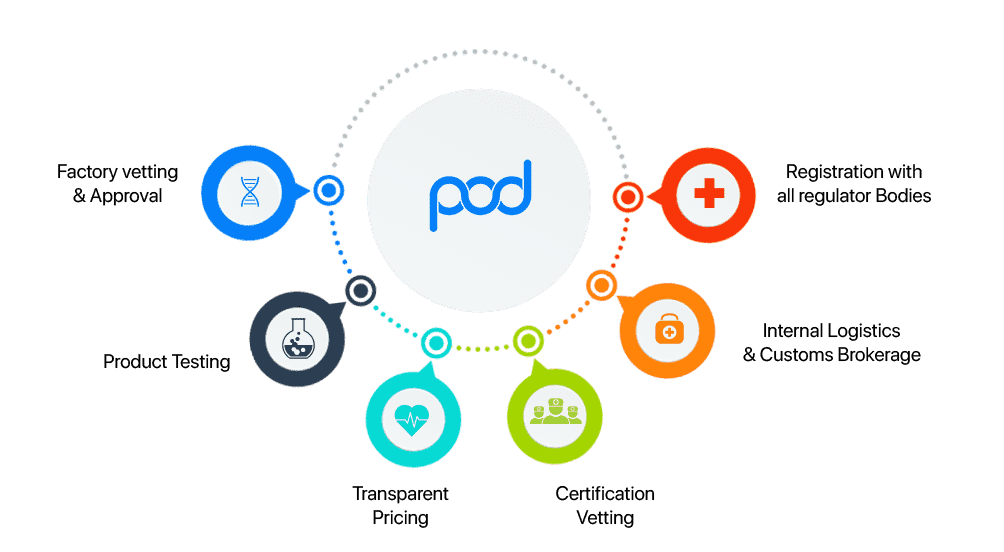 pod
Factory vetting
& Approval
Registration with
all regulator Bodies
Product Testing
Internal Logistics
& Customs Brokerage
Transparent
Pricing
Certification
Vetting